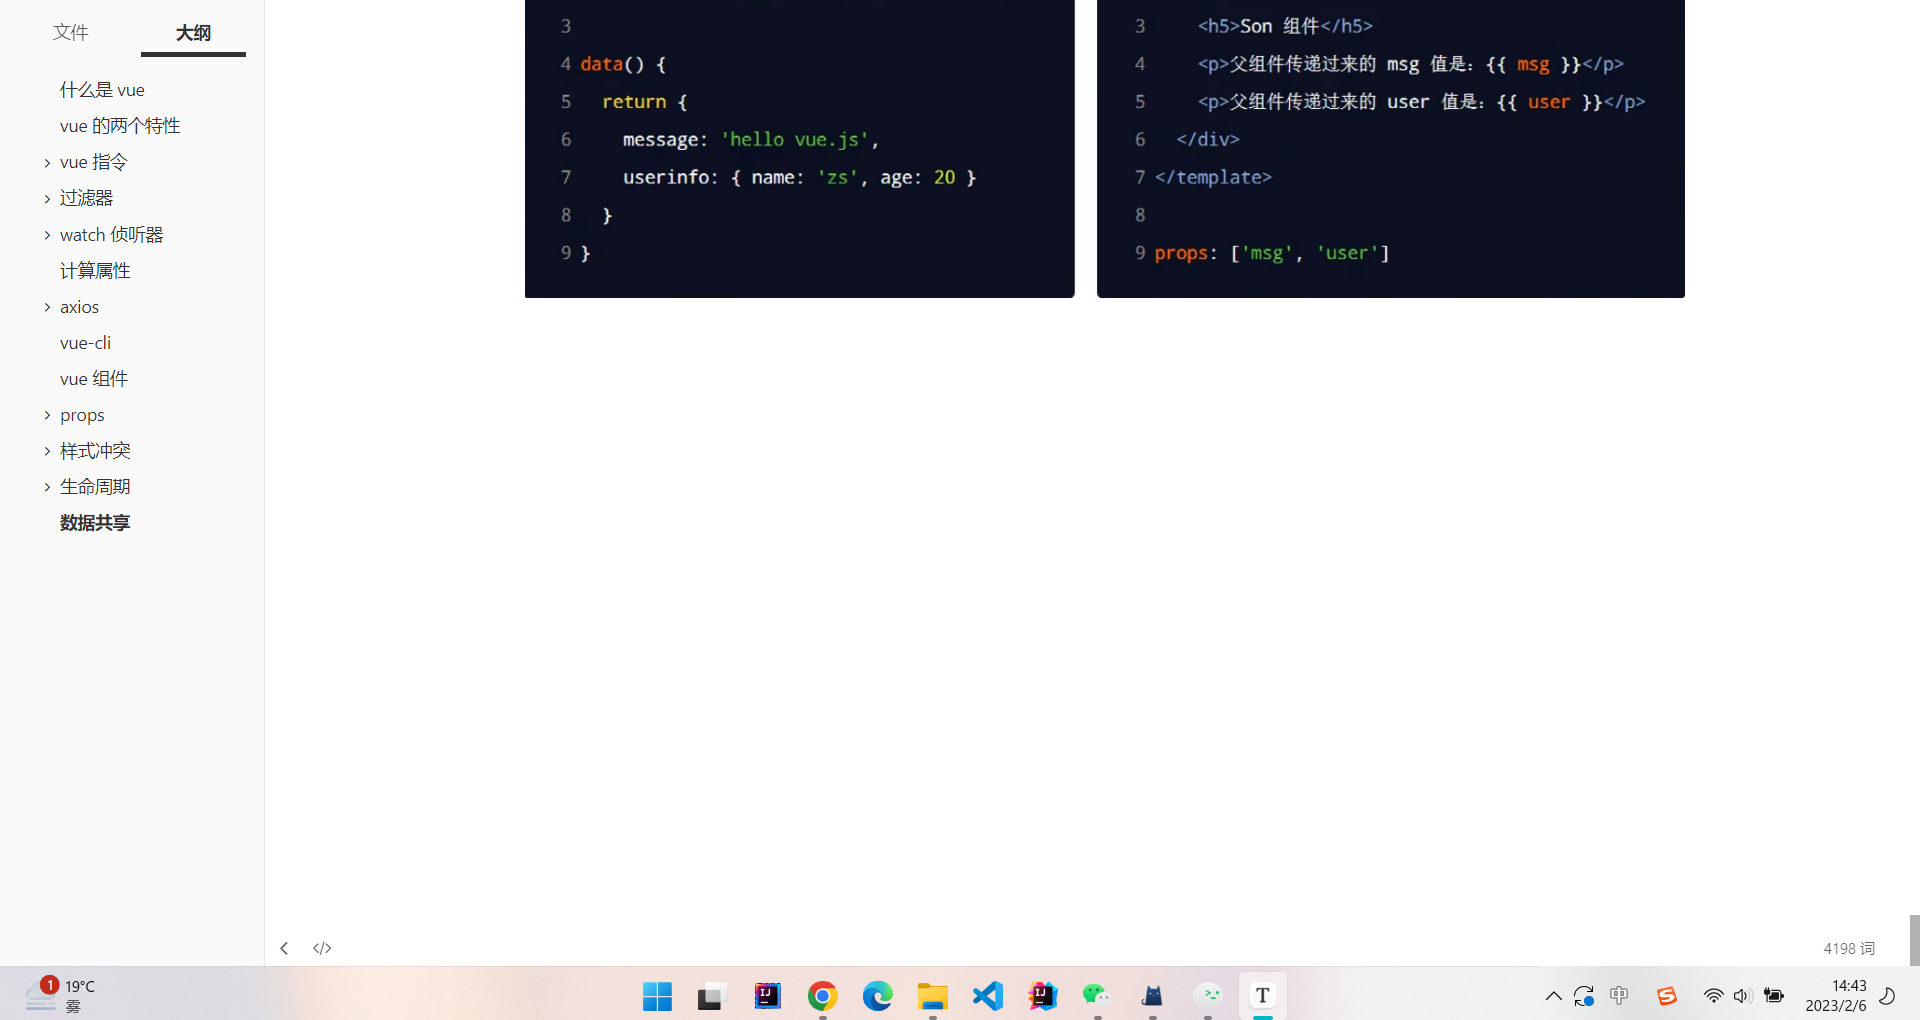 文件
大纲
什么是 vue
vue 的两个特性
vue 指令
过滤器
watch 侦听器
计算属性
axios
vue-cli
vue 组件
props
样式冲突
生命周期
数据共享
3
4 data() {
5 return {
6 message: 'hello vue.js',
7 userinfo: { name: 'zs', age: 20 }
8 }
9 }
3 <h5>Son 组件</h5>
4 <p>父组件传递过来的 msg 值是：{{ msg }}</p>
5 <p>父组件传递过来的 user 值是：{{ user }}</p>
6 </div>
7 </template>
8
9 props: ['msg', 'user']
</>
4198 词
1
19°C
雾
IJ
IJ
>-
T
中
S
14:43
2023/2/6